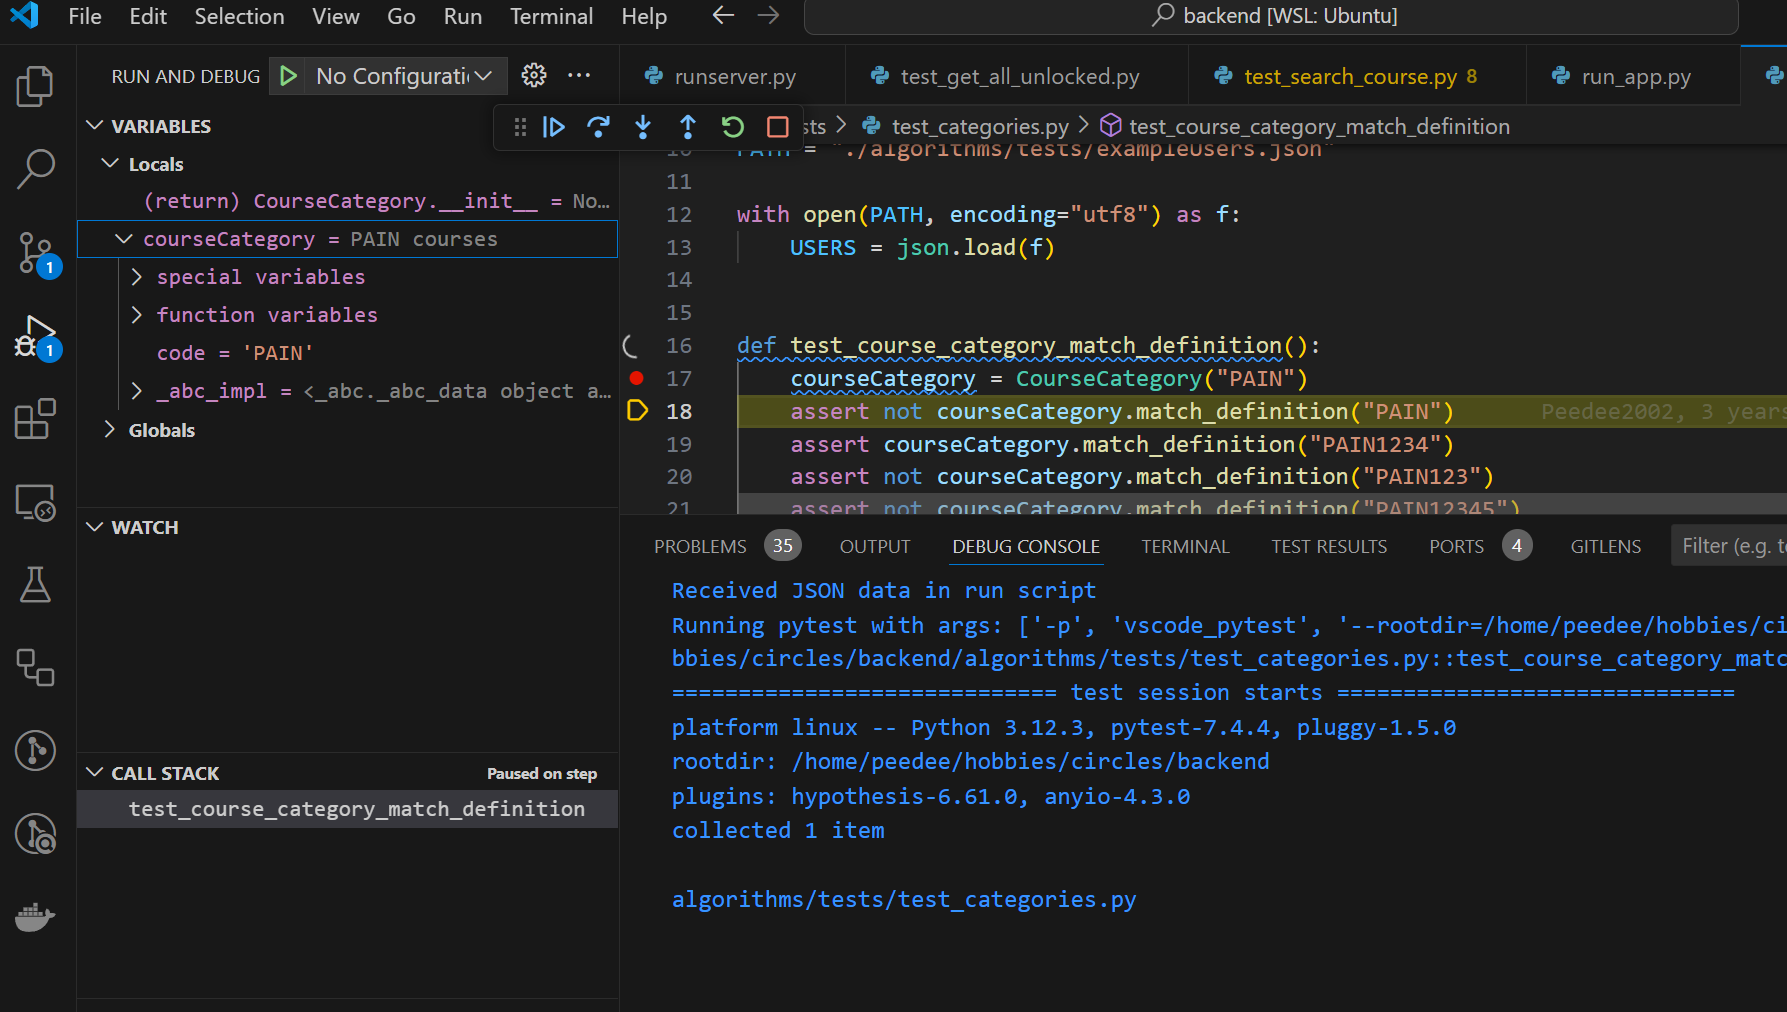 File Edit Selection View Go Run Terminal Help
backend [WSL: Ubuntu]
RUN AND DEBUG No Configurati ···
runserver.py test_get_all_unlocked.py test_search_course.py 8 run_app.py
sts > test_categories.py > test_course_category_match_definition
VARIABLES
Locals
(return) CourseCategory.__init__ = No…
courseCategory = PAIN courses
special variables
function variables
code = 'PAIN'
_abc_impl = <_abc._abc_data object a…
Globals
WATCH
CALL STACK Paused on step
test_course_category_match_definition
1
1
10 PATH = "./algorithms/tests/exampleUsers.json"
11
12 with open(PATH, encoding="utf8") as f:
13 USERS = json.load(f)
14
15
16 def test_course_category_match_definition():
17 courseCategory = CourseCategory("PAIN")
18 assert not courseCategory.match_definition("PAIN") Peedee2002, 3 years
19 assert courseCategory.match_definition("PAIN1234")
20 assert not courseCategory.match_definition("PAIN123")
21 assert not courseCategory.match_definition("PAIN12345")
PROBLEMS 35 OUTPUT DEBUG CONSOLE TERMINAL TEST RESULTS PORTS 4 GITLENS Filter (e.g. t
Received JSON data in run script
Running pytest with args: ['-p', 'vscode_pytest', '--rootdir=/home/peedee/hobbies/ci
bbies/circles/backend/algorithms/tests/test_categories.py::test_course_category_matc
============================= test session starts ==============================
platform linux -- Python 3.12.3, pytest-7.4.4, pluggy-1.5.0
rootdir: /home/peedee/hobbies/circles/backend
plugins: hypothesis-6.61.0, anyio-4.3.0
collected 1 item
algorithms/tests/test_categories.py